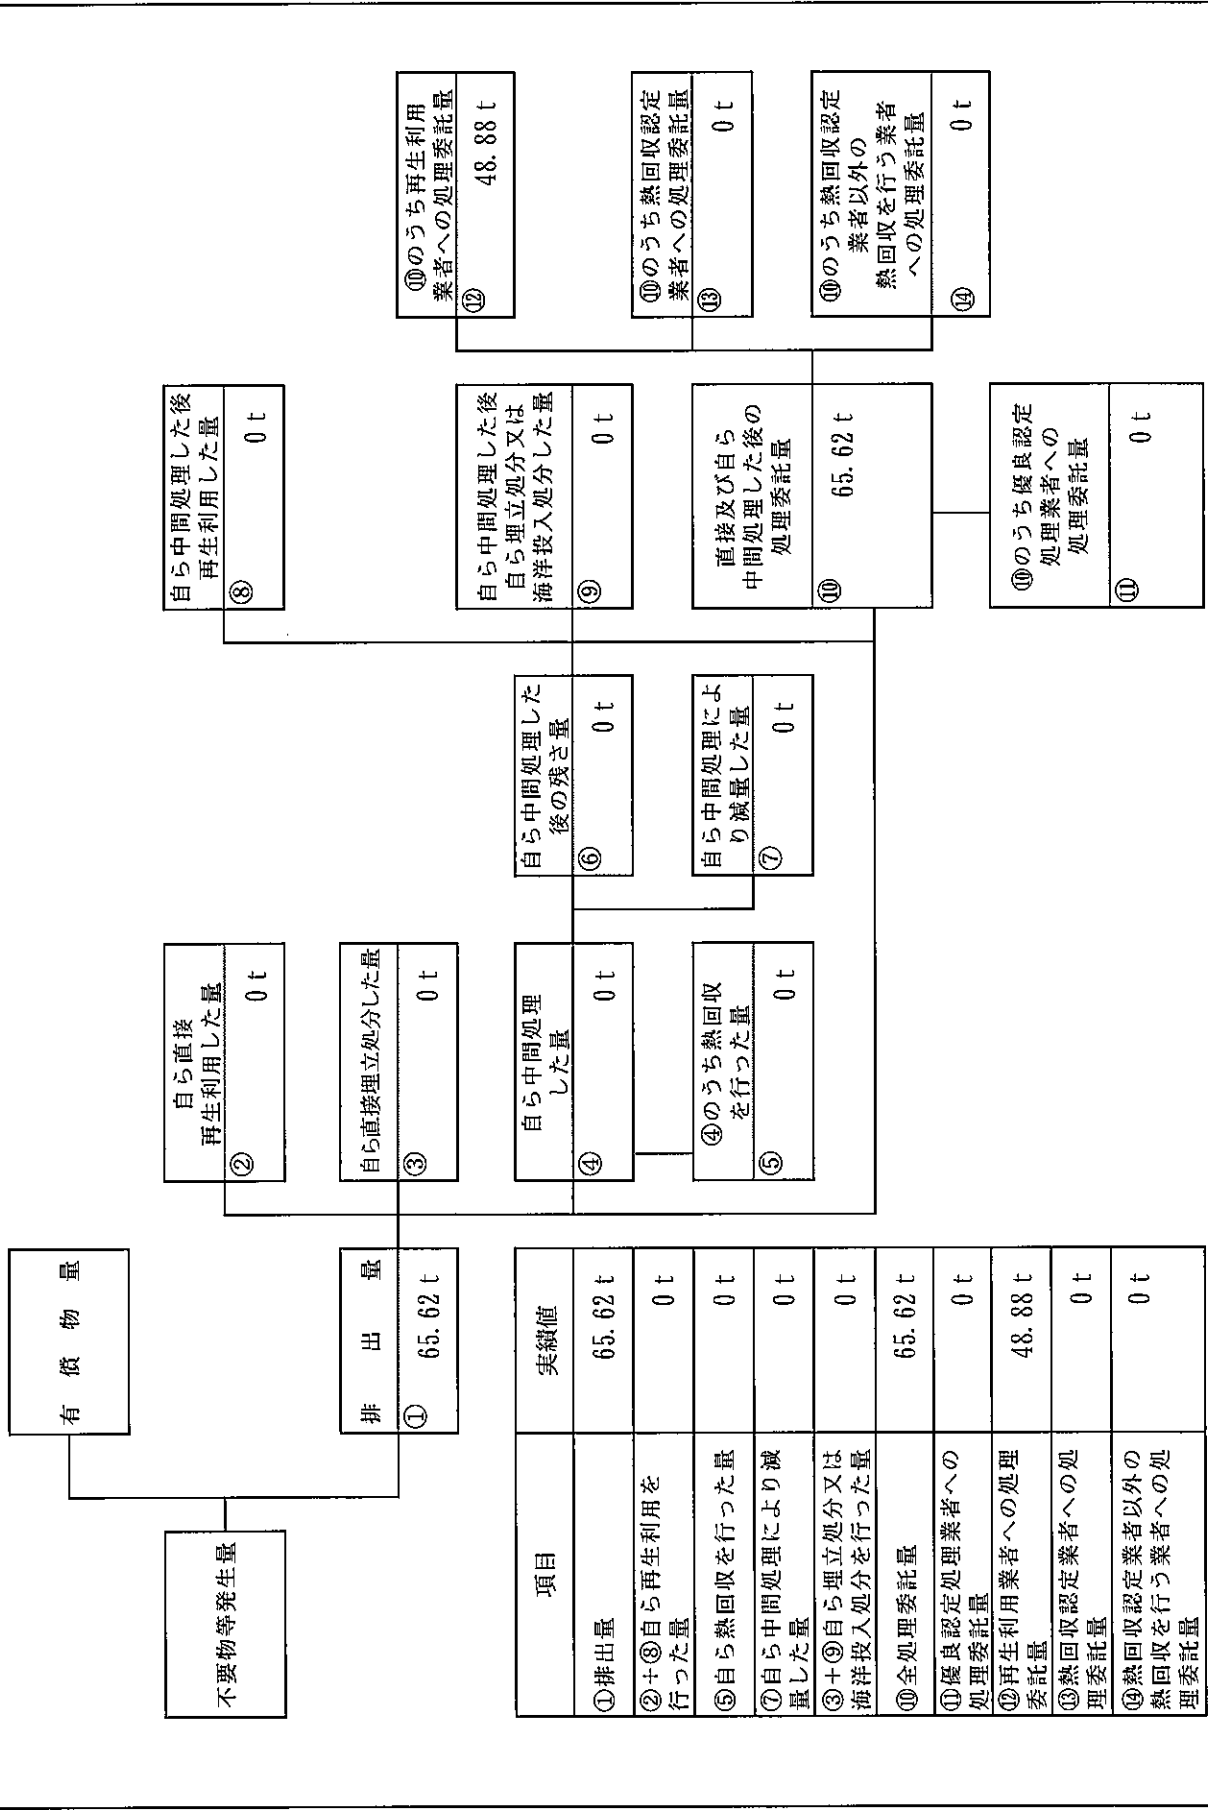 不要物等発生量
有償物量
排出量
① 65.62 t
自ら直接
再生利用した量
② 0 t
自ら直接埋立処分した量
③ 0 t
自ら中間処理
した量
④ 0 t
④のうち熱回収
を行った量
⑤ 0 t
自ら中間処理した
後の残さ量
⑥ 0 t
自ら中間処理によ
り減量した量
⑦ 0 t
自ら中間処理した後
再生利用した量
⑧ 0 t
自ら中間処理した後
自ら埋立処分又は
海洋投入処分した量
⑨ 0 t
直接及び自ら
中間処理した後の
処理委託量
⑩ 65.62 t
⑩のうち優良認定
処理業者への
処理委託量
⑪ 0 t
⑩のうち再生利用
業者への処理委託量
⑫ 48.88 t
⑩のうち熱回収認定
業者への処理委託量
⑬ 0 t
⑩のうち熱回収認定
業者以外の
熱回収を行う業者
への処理委託量
⑭ 0 t
項目 実績値
①排出量 65.62 t
②+⑧自ら再生利用を
行った量 0 t
⑤自ら熱回収を行った量 0 t
⑦自ら中間処理により減
量した量 0 t
③+⑨自ら埋立処分又は
海洋投入処分を行った量 0 t
⑩全処理委託量 65.62 t
⑪優良認定処理業者への
処理委託量 0 t
⑫再生利用業者への処理
委託量 48.88 t
⑬熱回収認定業者への処
理委託量 0 t
⑭熱回収認定業者以外の
熱回収を行う業者への処
理委託量 0 t